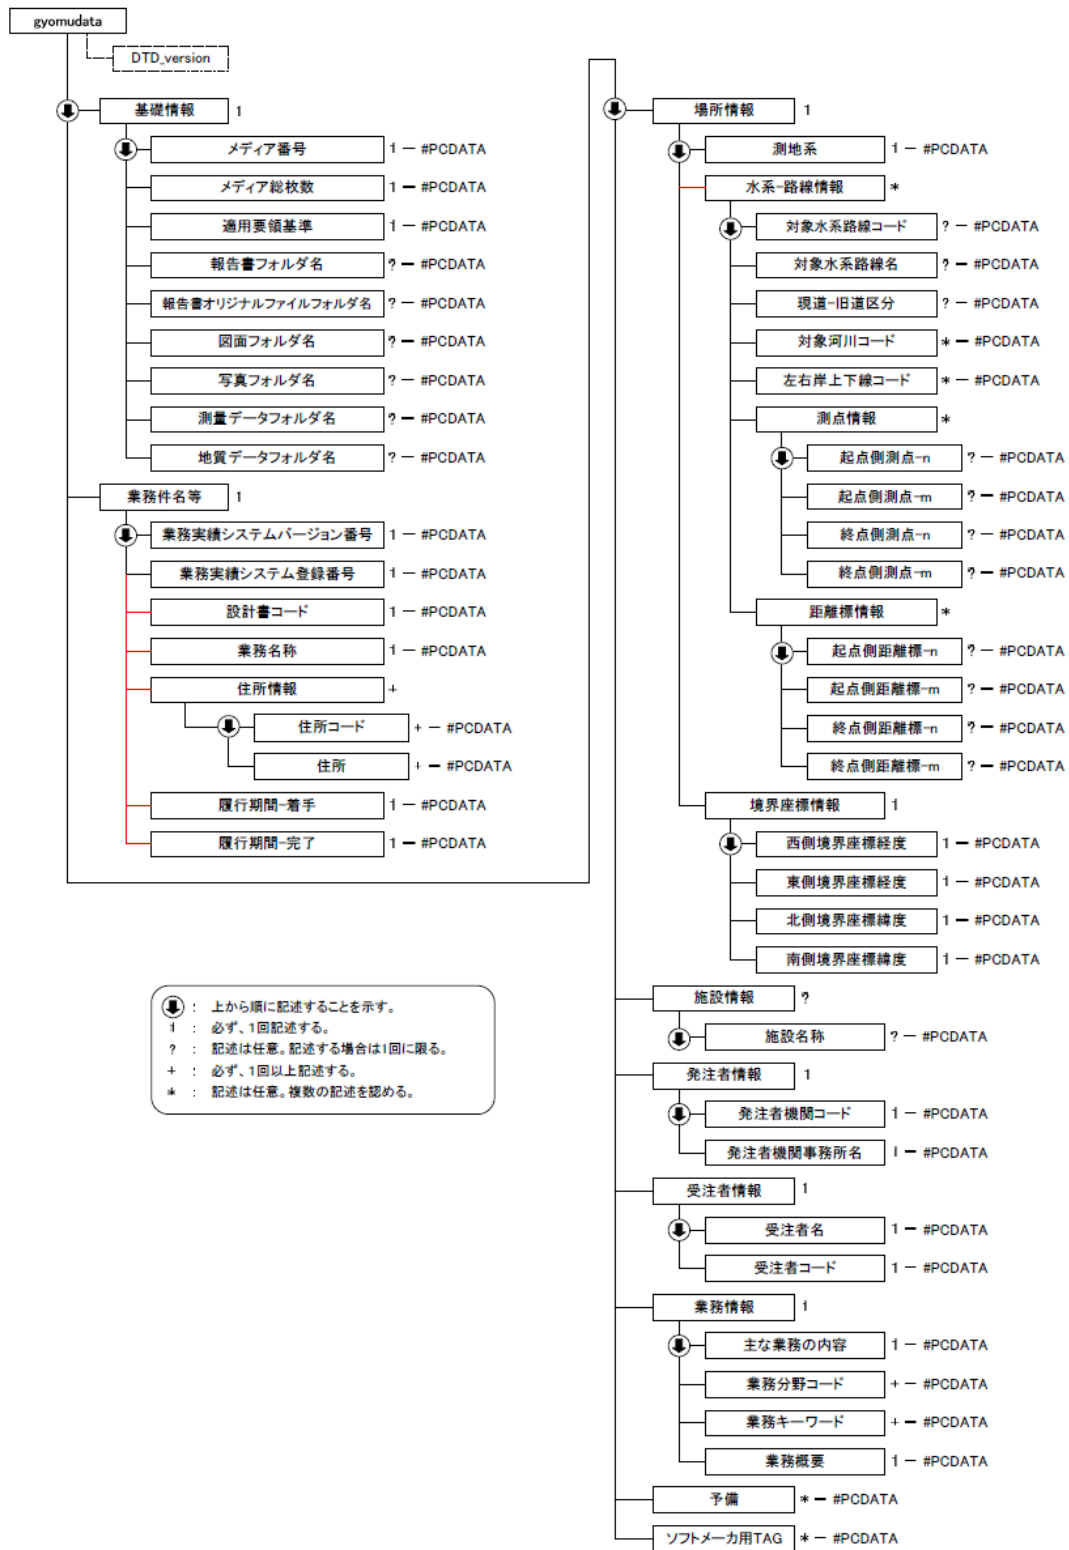 gyomudata
DTD_version
基礎情報 1
メディア番号 1 － #PCDATA
メディア総枚数 1 － #PCDATA
適用要領基準 1 － #PCDATA
報告書フォルダ名 ? － #PCDATA
報告書オリジナルファイルフォルダ名 ? － #PCDATA
図面フォルダ名 ? － #PCDATA
写真フォルダ名 ? － #PCDATA
測量データフォルダ名 ? － #PCDATA
地質データフォルダ名 ? － #PCDATA
業務件名等 1
業務実績システムバージョン番号 1 － #PCDATA
業務実績システム登録番号 1 － #PCDATA
設計書コード 1 － #PCDATA
業務名称 1 － #PCDATA
住所情報 +
住所コード + － #PCDATA
住所 + － #PCDATA
履行期間-着手 1 － #PCDATA
履行期間-完了 1 － #PCDATA
： 上から順に記述することを示す。
1 ： 必ず、1回記述する。
? ： 記述は任意。記述する場合は1回に限る。
+ ： 必ず、1回以上記述する。
* ： 記述は任意。複数の記述を認める。
場所情報 1
測地系 1 － #PCDATA
水系-路線情報 *
対象水系路線コード ? － #PCDATA
対象水系路線名 ? － #PCDATA
現道-旧道区分 ? － #PCDATA
対象河川コード * － #PCDATA
左右岸上下線コード * － #PCDATA
測点情報 *
起点側測点-n ? － #PCDATA
起点側測点-m ? － #PCDATA
終点側測点-n ? － #PCDATA
終点側測点-m ? － #PCDATA
距離標情報 *
起点側距離標-n ? － #PCDATA
起点側距離標-m ? － #PCDATA
終点側距離標-n ? － #PCDATA
終点側距離標-m ? － #PCDATA
境界座標情報 1
西側境界座標経度 1 － #PCDATA
東側境界座標経度 1 － #PCDATA
北側境界座標緯度 1 － #PCDATA
南側境界座標緯度 1 － #PCDATA
施設情報 ?
施設名称 ? － #PCDATA
発注者情報 1
発注者機関コード 1 － #PCDATA
発注者機関事務所名 1 － #PCDATA
受注者情報 1
受注者名 1 － #PCDATA
受注者コード 1 － #PCDATA
業務情報 1
主な業務の内容 1 － #PCDATA
業務分野コード + － #PCDATA
業務キーワード + － #PCDATA
業務概要 1 － #PCDATA
予備 * － #PCDATA
ソフトメーカ用TAG * － #PCDATA